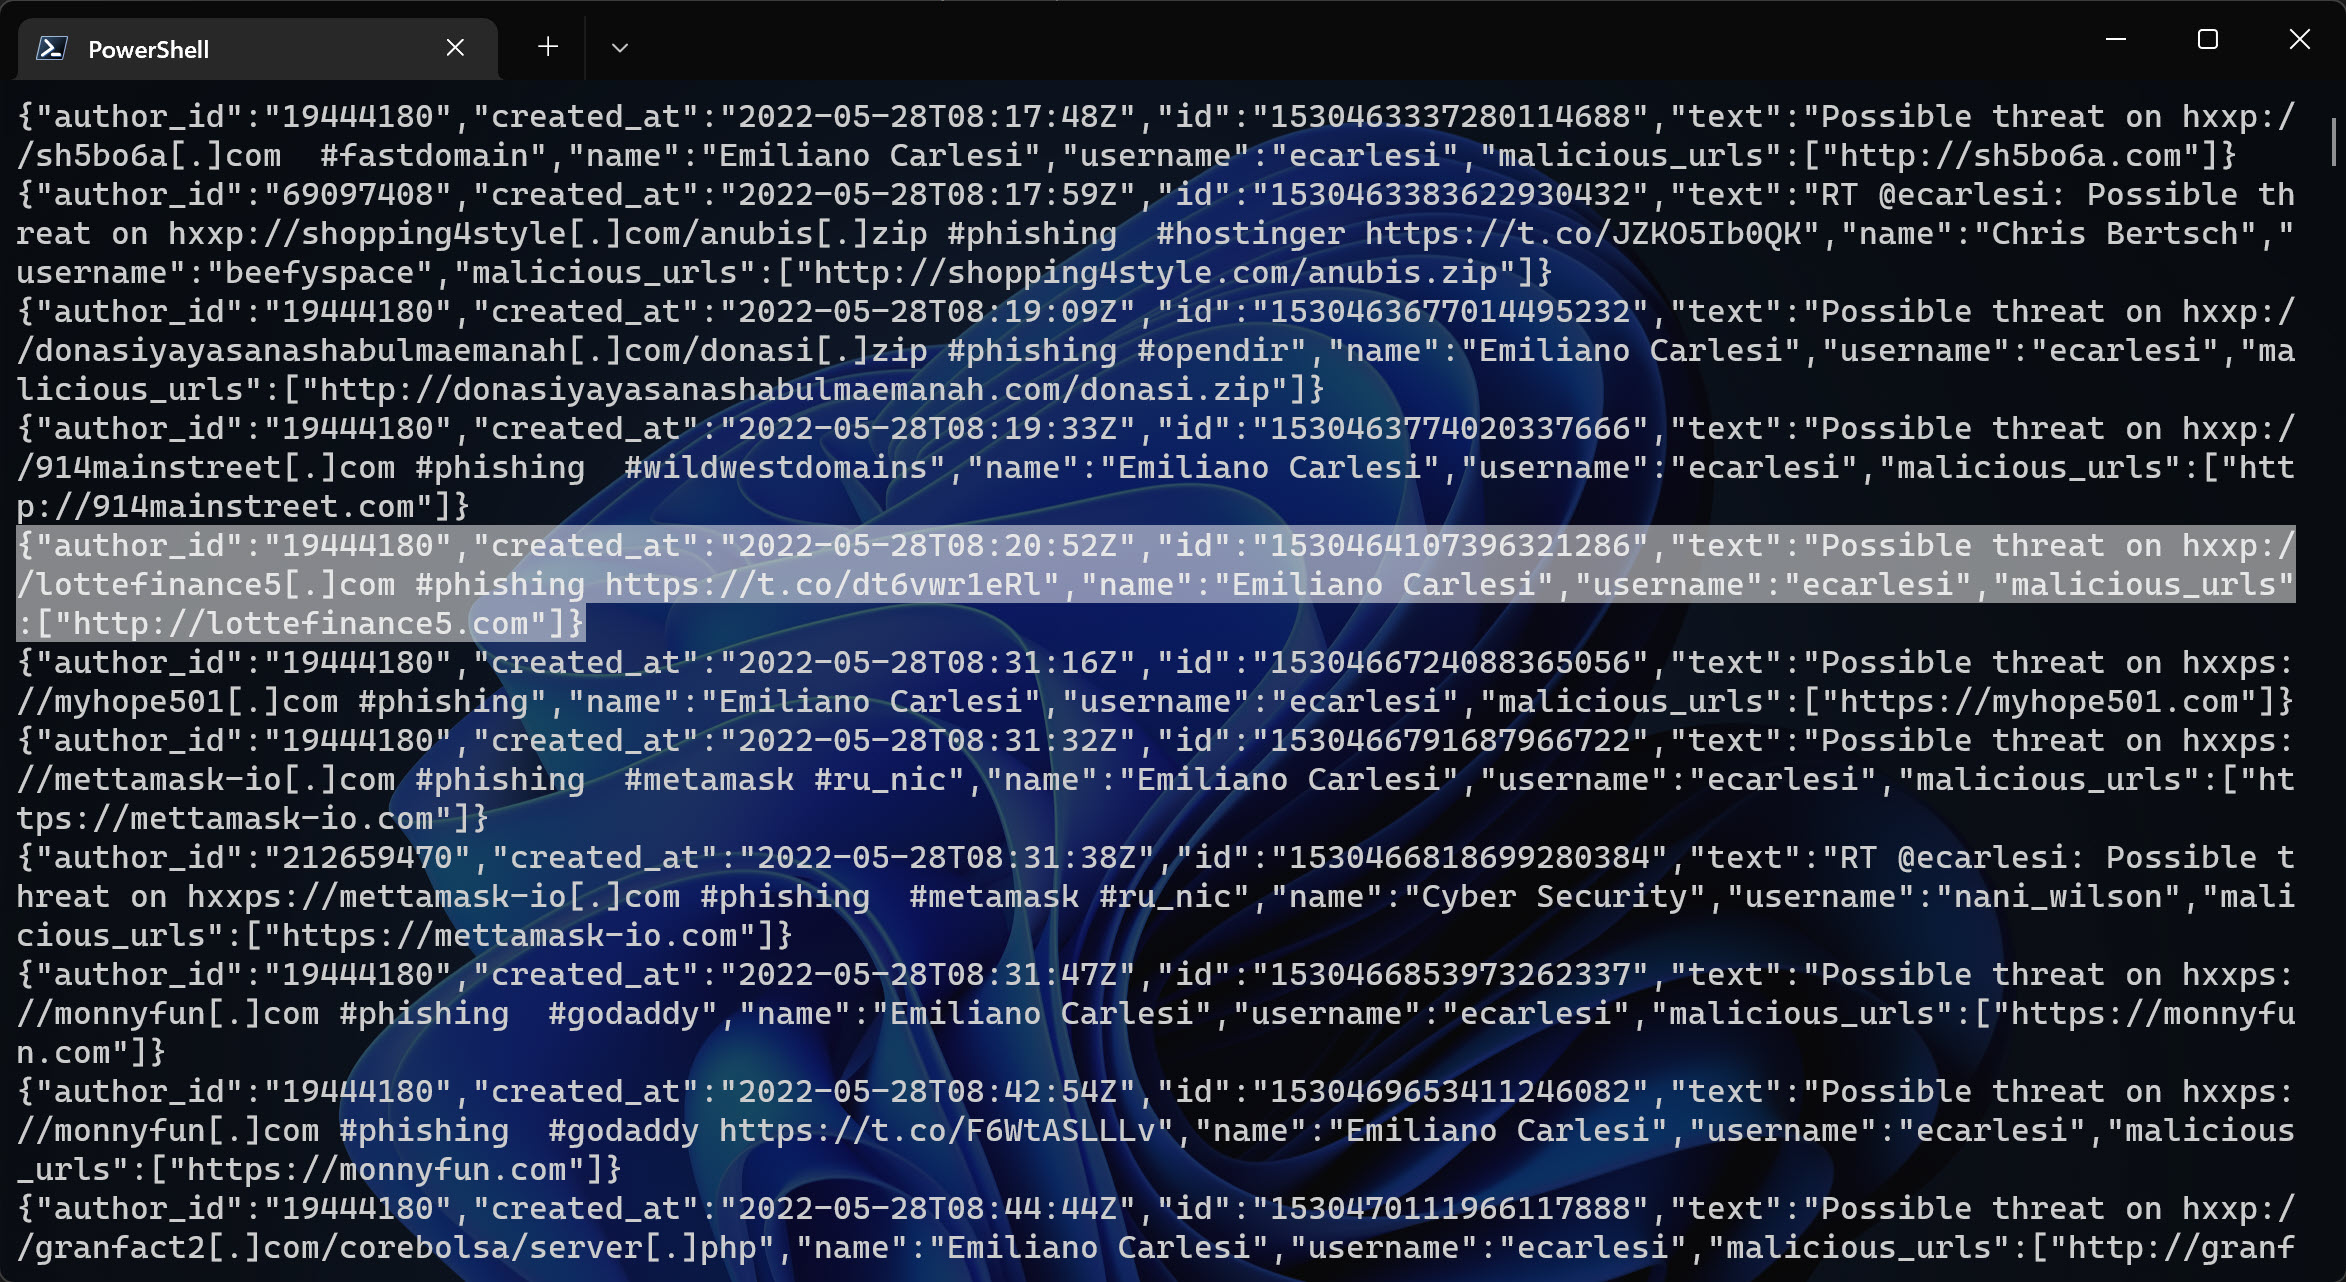 PowerShell
{"author_id":"19444180","created_at":"2022-05-28T08:17:48Z","id":"1530463337280114688","text":"Possible threat on hxxp:/
/sh5bo6a[.]com  #fastdomain","name":"Emiliano Carlesi","username":"ecarlesi","malicious_urls":["http://sh5bo6a.com"]}
{"author_id":"69097408","created_at":"2022-05-28T08:17:59Z","id":"1530463383622930432","text":"RT @ecarlesi: Possible th
reat on hxxp://shopping4style[.]com/anubis[.]zip #phishing  #hostinger https://t.co/JZKO5Ib0QK","name":"Chris Bertsch","
username":"beefyspace","malicious_urls":["http://shopping4style.com/anubis.zip"]}
{"author_id":"19444180","created_at":"2022-05-28T08:19:09Z","id":"1530463677014495232","text":"Possible threat on hxxp:/
/donasiyayasanashabulmaemanah[.]com/donasi[.]zip #phishing #opendir","name":"Emiliano Carlesi","username":"ecarlesi","ma
licious_urls":["http://donasiyayasanashabulmaemanah.com/donasi.zip"]}
{"author_id":"19444180","created_at":"2022-05-28T08:19:33Z","id":"1530463774020337666","text":"Possible threat on hxxp:/
/914mainstreet[.]com #phishing  #wildwestdomains","name":"Emiliano Carlesi","username":"ecarlesi","malicious_urls":["htt
p://914mainstreet.com"]}
{"author_id":"19444180","created_at":"2022-05-28T08:20:52Z","id":"1530464107396321286","text":"Possible threat on hxxp:/
/lottefinance5[.]com #phishing https://t.co/dt6vwr1eRl","name":"Emiliano Carlesi","username":"ecarlesi","malicious_urls"
:["http://lottefinance5.com"]}
{"author_id":"19444180","created_at":"2022-05-28T08:31:16Z","id":"1530466724088365056","text":"Possible threat on hxxps:
//myhope501[.]com #phishing","name":"Emiliano Carlesi","username":"ecarlesi","malicious_urls":["https://myhope501.com"]}
{"author_id":"19444180","created_at":"2022-05-28T08:31:32Z","id":"1530466791687966722","text":"Possible threat on hxxps:
//mettamask-io[.]com #phishing  #metamask #ru_nic","name":"Emiliano Carlesi","username":"ecarlesi","malicious_urls":["ht
tps://mettamask-io.com"]}
{"author_id":"212659470","created_at":"2022-05-28T08:31:38Z","id":"1530466818699280384","text":"RT @ecarlesi: Possible t
hreat on hxxps://mettamask-io[.]com #phishing  #metamask #ru_nic","name":"Cyber Security","username":"nani_wilson","mali
cious_urls":["https://mettamask-io.com"]}
{"author_id":"19444180","created_at":"2022-05-28T08:31:47Z","id":"1530466853973262337","text":"Possible threat on hxxps:
//monnyfun[.]com #phishing  #godaddy","name":"Emiliano Carlesi","username":"ecarlesi","malicious_urls":["https://monnyfu
n.com"]}
{"author_id":"19444180","created_at":"2022-05-28T08:42:54Z","id":"1530469653411246082","text":"Possible threat on hxxps:
//monnyfun[.]com #phishing  #godaddy https://t.co/F6WtASLLLv","name":"Emiliano Carlesi","username":"ecarlesi","malicious
_urls":["https://monnyfun.com"]}
{"author_id":"19444180","created_at":"2022-05-28T08:44:44Z","id":"1530470111966117888","text":"Possible threat on hxxp:/
/granfact2[.]com/corebolsa/server[.]php","name":"Emiliano Carlesi","username":"ecarlesi","malicious_urls":["http://granf